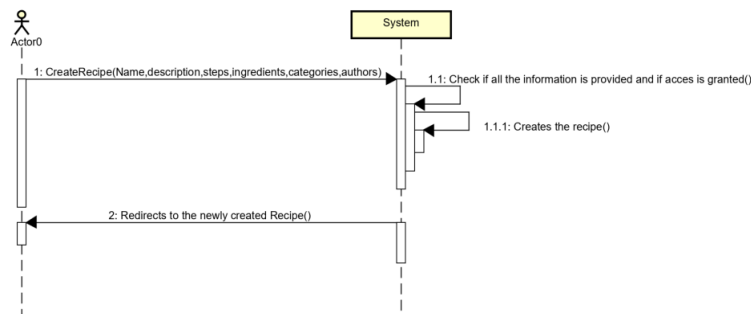 Actor0
System
1: CreateRecipe(Name,description,steps,ingredients,categories,authors)
1.1: Check if all the information is provided and if acces is granted()
1.1.1: Creates the recipe()
2: Redirects to the newly created Recipe()